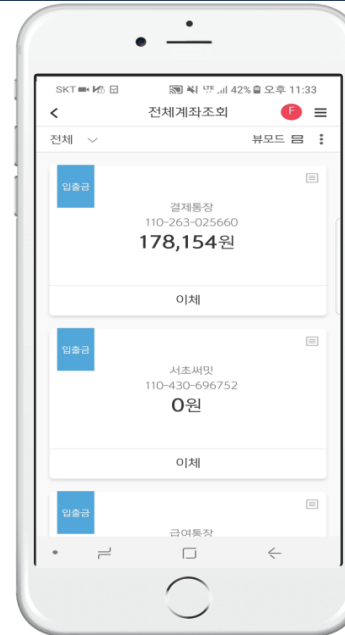 SKT LTE 42% 오후 11:33
전체계좌조회 F
전체 뷰모드
입출금
결제통장
110-263-025660
178,154원
이체
입출금
서초써밋
110-430-696752
0원
이체
입출금
급여통장